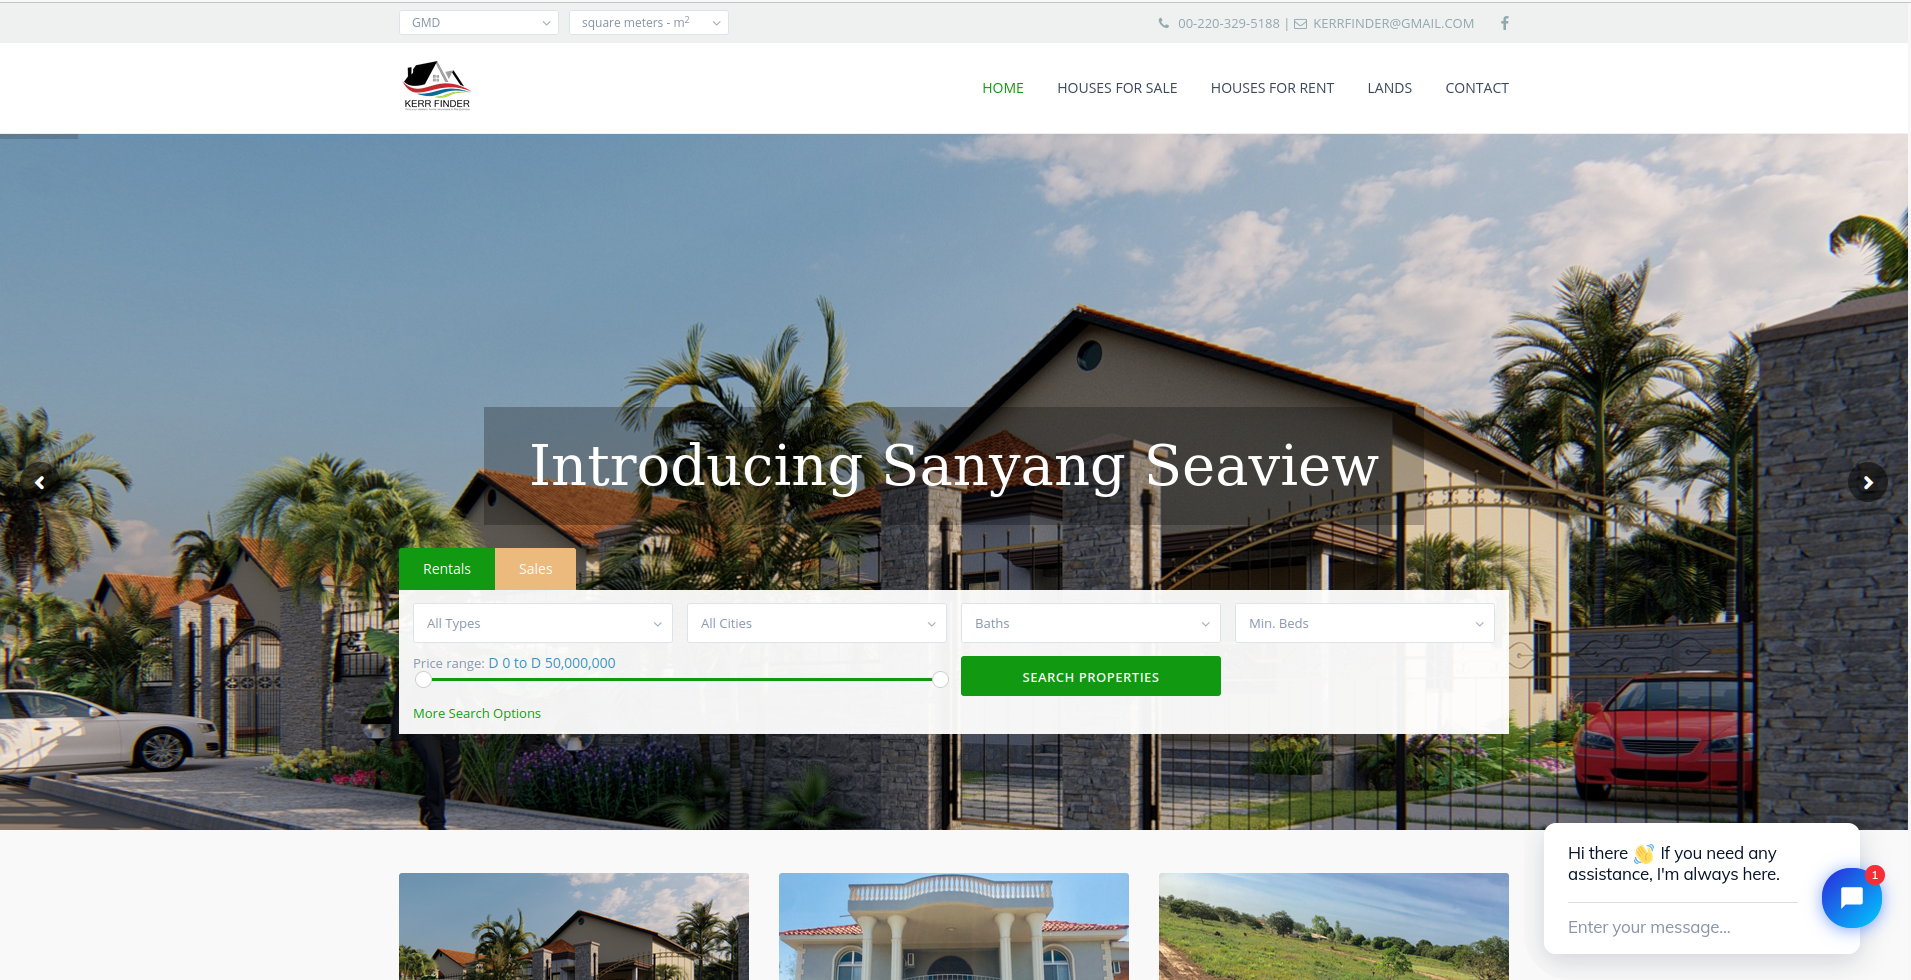 GMD
square meters - m²
00-220-329-5188 | KERRFINDER@GMAIL.COM
KERR FINDER
HOME HOUSES FOR SALE HOUSES FOR RENT LANDS CONTACT
Introducing Sanyang Seaview
Rentals Sales
All Types All Cities Baths Min. Beds
Price range: D 0 to D 50,000,000
SEARCH PROPERTIES
More Search Options
Hi there 👋 If you need any
assistance, I'm always here.
1
Enter your message...